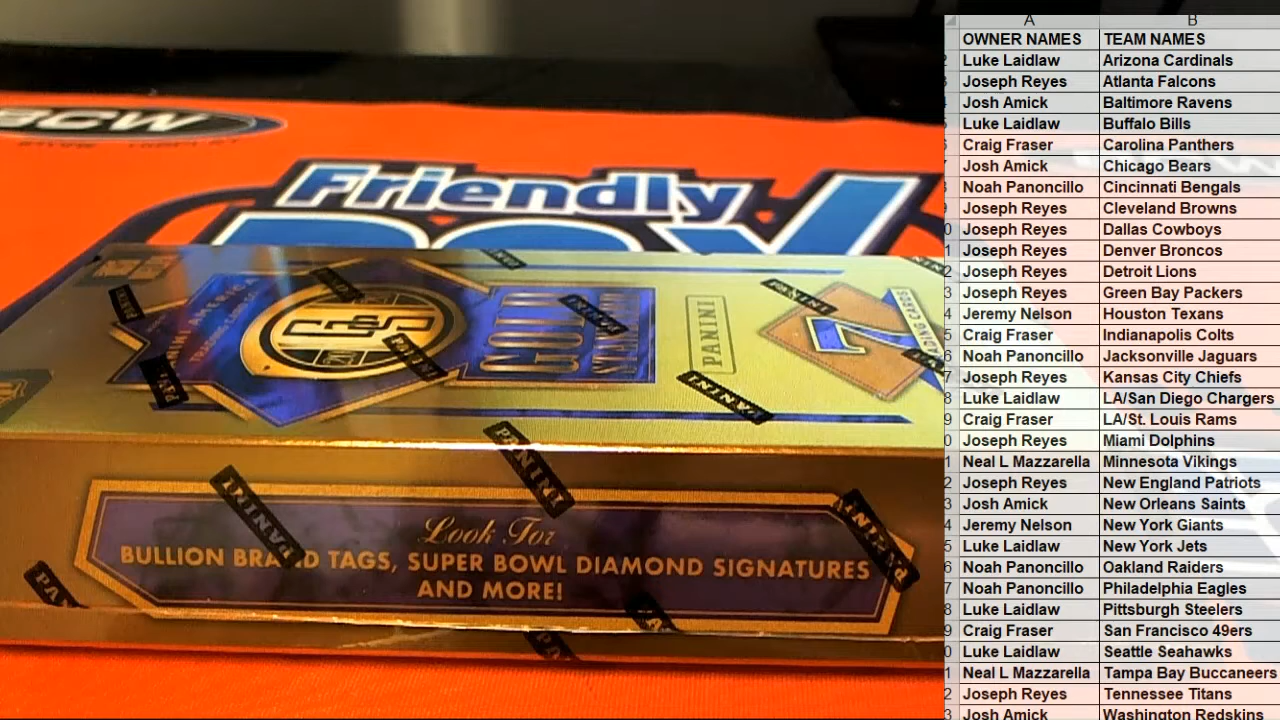 BCW
Friendly
GOLD
STANDARD
PANINI
7
TRADING CARDS
PANINI
PANINI
PANINI
PANINI
PANINI
PANINI
Look For
BULLION BRAND TAGS, SUPER BOWL DIAMOND SIGNATURES
AND MORE!
A B
OWNER NAMES TEAM NAMES
Luke Laidlaw Arizona Cardinals
Joseph Reyes Atlanta Falcons
Josh Amick Baltimore Ravens
Luke Laidlaw Buffalo Bills
Craig Fraser Carolina Panthers
Josh Amick Chicago Bears
Noah Panoncillo Cincinnati Bengals
Joseph Reyes Cleveland Browns
Joseph Reyes Dallas Cowboys
Joseph Reyes Denver Broncos
Joseph Reyes Detroit Lions
Joseph Reyes Green Bay Packers
Jeremy Nelson Houston Texans
Craig Fraser Indianapolis Colts
Noah Panoncillo Jacksonville Jaguars
Joseph Reyes Kansas City Chiefs
Luke Laidlaw LA/San Diego Chargers
Craig Fraser LA/St. Louis Rams
Joseph Reyes Miami Dolphins
Neal L Mazzarella Minnesota Vikings
Joseph Reyes New England Patriots
Josh Amick New Orleans Saints
Jeremy Nelson New York Giants
Luke Laidlaw New York Jets
Noah Panoncillo Oakland Raiders
Noah Panoncillo Philadelphia Eagles
Luke Laidlaw Pittsburgh Steelers
Craig Fraser San Francisco 49ers
Luke Laidlaw Seattle Seahawks
Neal L Mazzarella Tampa Bay Buccaneers
Joseph Reyes Tennessee Titans
Josh Amick Washington Redskins